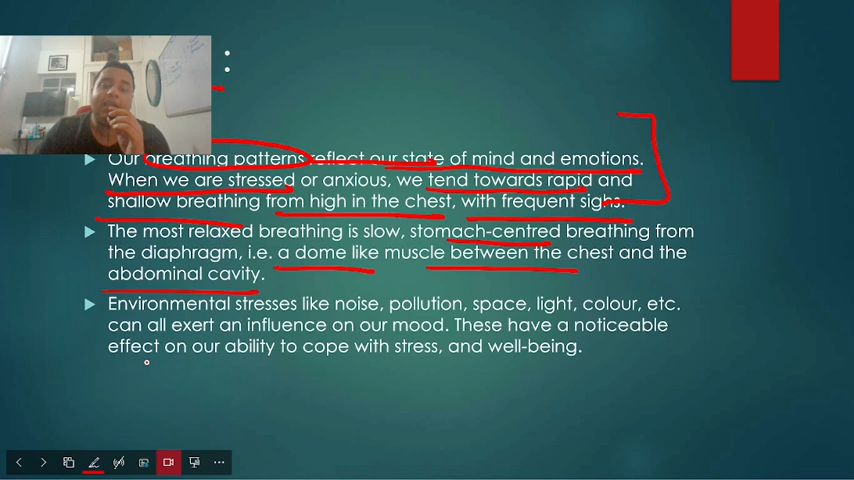 :
Our breathing patterns reflect our state of mind and emotions.
When we are stressed or anxious, we tend towards rapid and
shallow breathing from high in the chest, with frequent sighs.
The most relaxed breathing is slow, stomach-centred breathing from
the diaphragm, i.e. a dome like muscle between the chest and the
abdominal cavity.
Environmental stresses like noise, pollution, space, light, colour, etc.
can all exert an influence on our mood. These have a noticeable
effect on our ability to cope with stress, and well-being.